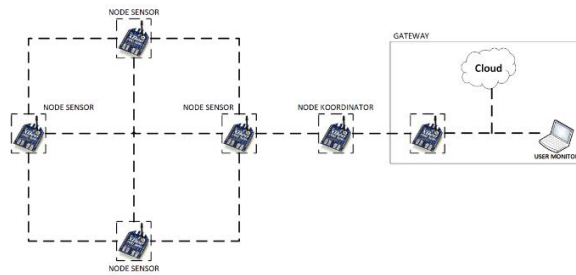 NODE SENSOR
GATEWAY
Cloud
NODE SENSOR
NODE SENSOR
NODE KOORDINATOR
USER MONITOR
NODE SENSOR